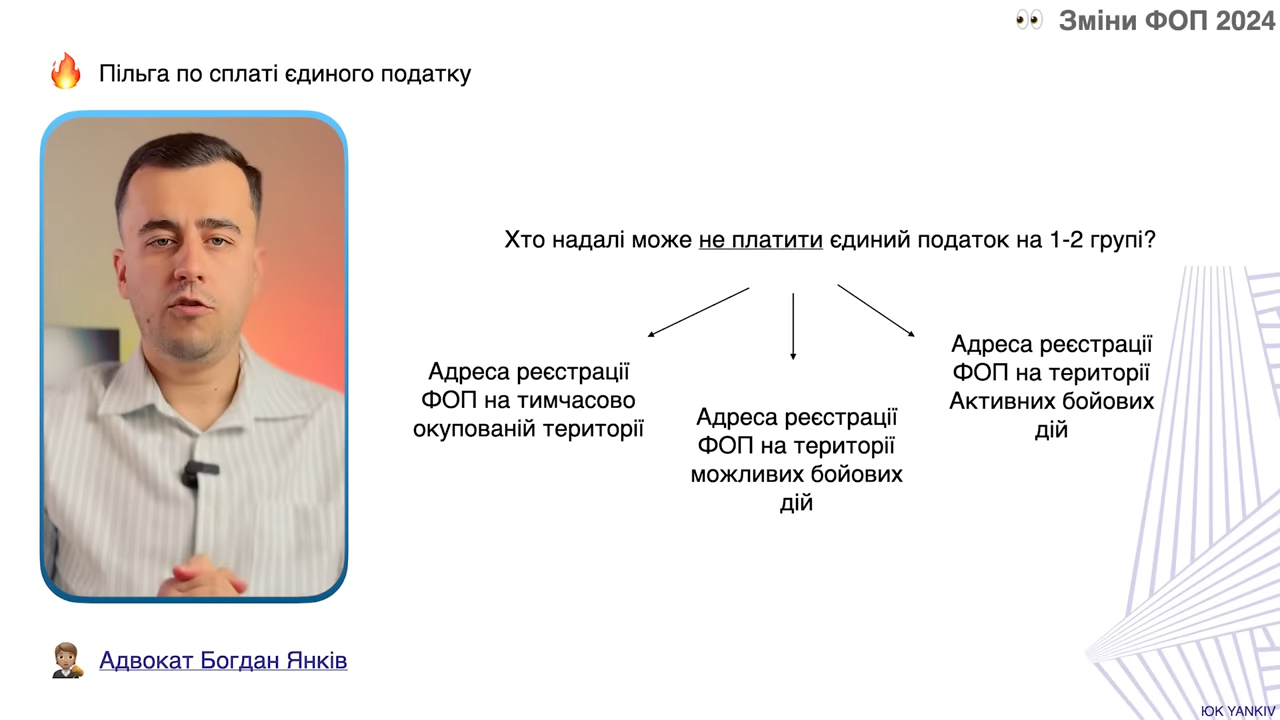 Зміни ФОП 2024
Пільга по сплаті єдиного податку
Хто надалі може не платити єдиний податок на 1-2 групі?
Адреса реєстрації
ФОП на тимчасово
окупованій території
Адреса реєстрації
ФОП на території
можливих бойових
дій
Адреса реєстрації
ФОП на території
Активних бойових
дій
Адвокат Богдан Янків
ЮК YANKIV